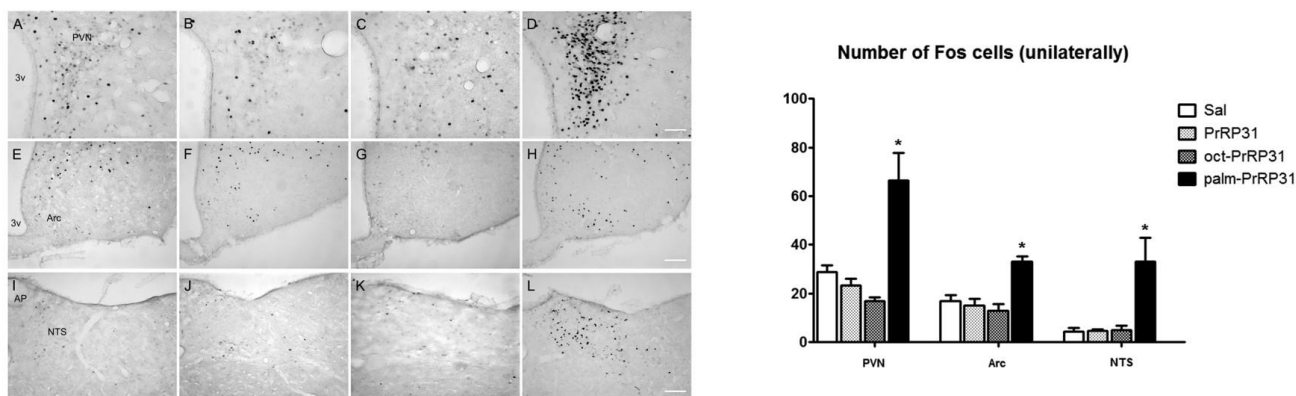 A
PVN
B
C
D
3v
E
F
G
H
Arc
3v
I
J
K
L
AP
NTS
Number of Fos cells (unilaterally)
100
80
60
40
20
0
*
*
*
PVN
Arc
NTS
Sal
PrRP31
oct-PrRP31
palm-PrRP31